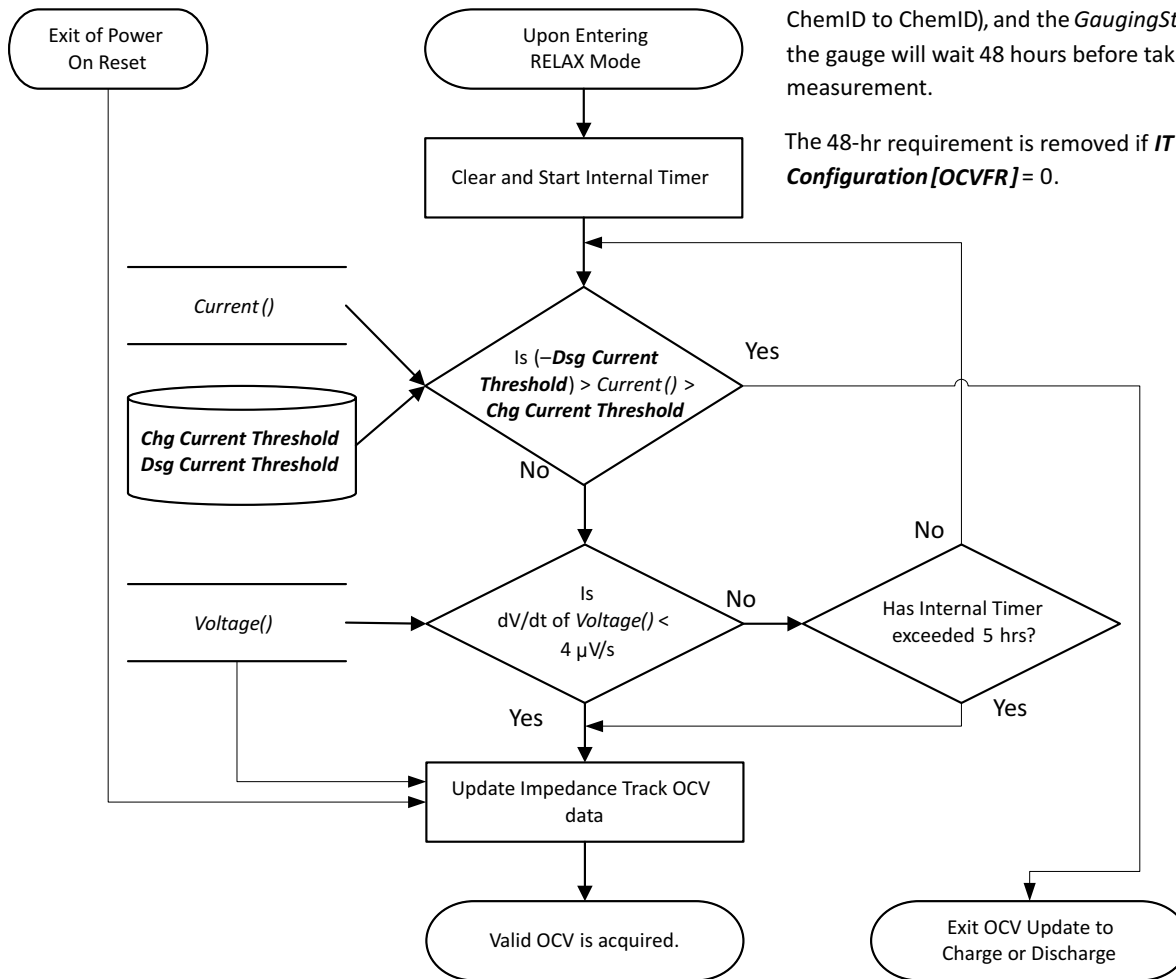 Exit of Power
On Reset
Upon Entering
RELAX Mode
ChemID to ChemID), and the
the gauge will wait 48 hours before
measurement.
The 48-hr requirement is removed if IT
Configuration [OCVFR] = 0.
Clear and Start Internal Timer
Current()
Chg Current Threshold
Dsg Current Threshold
Is (–Dsg Current
Threshold) > Current() >
Chg Current Threshold
Yes
No
Voltage()
Is
dV/dt of Voltage() <
4 µV/s
No
Has Internal Timer
exceeded 5 hrs?
No
Yes
Yes
Update Impedance Track OCV
data
Valid OCV is acquired.
Exit OCV Update to
Charge or Discharge